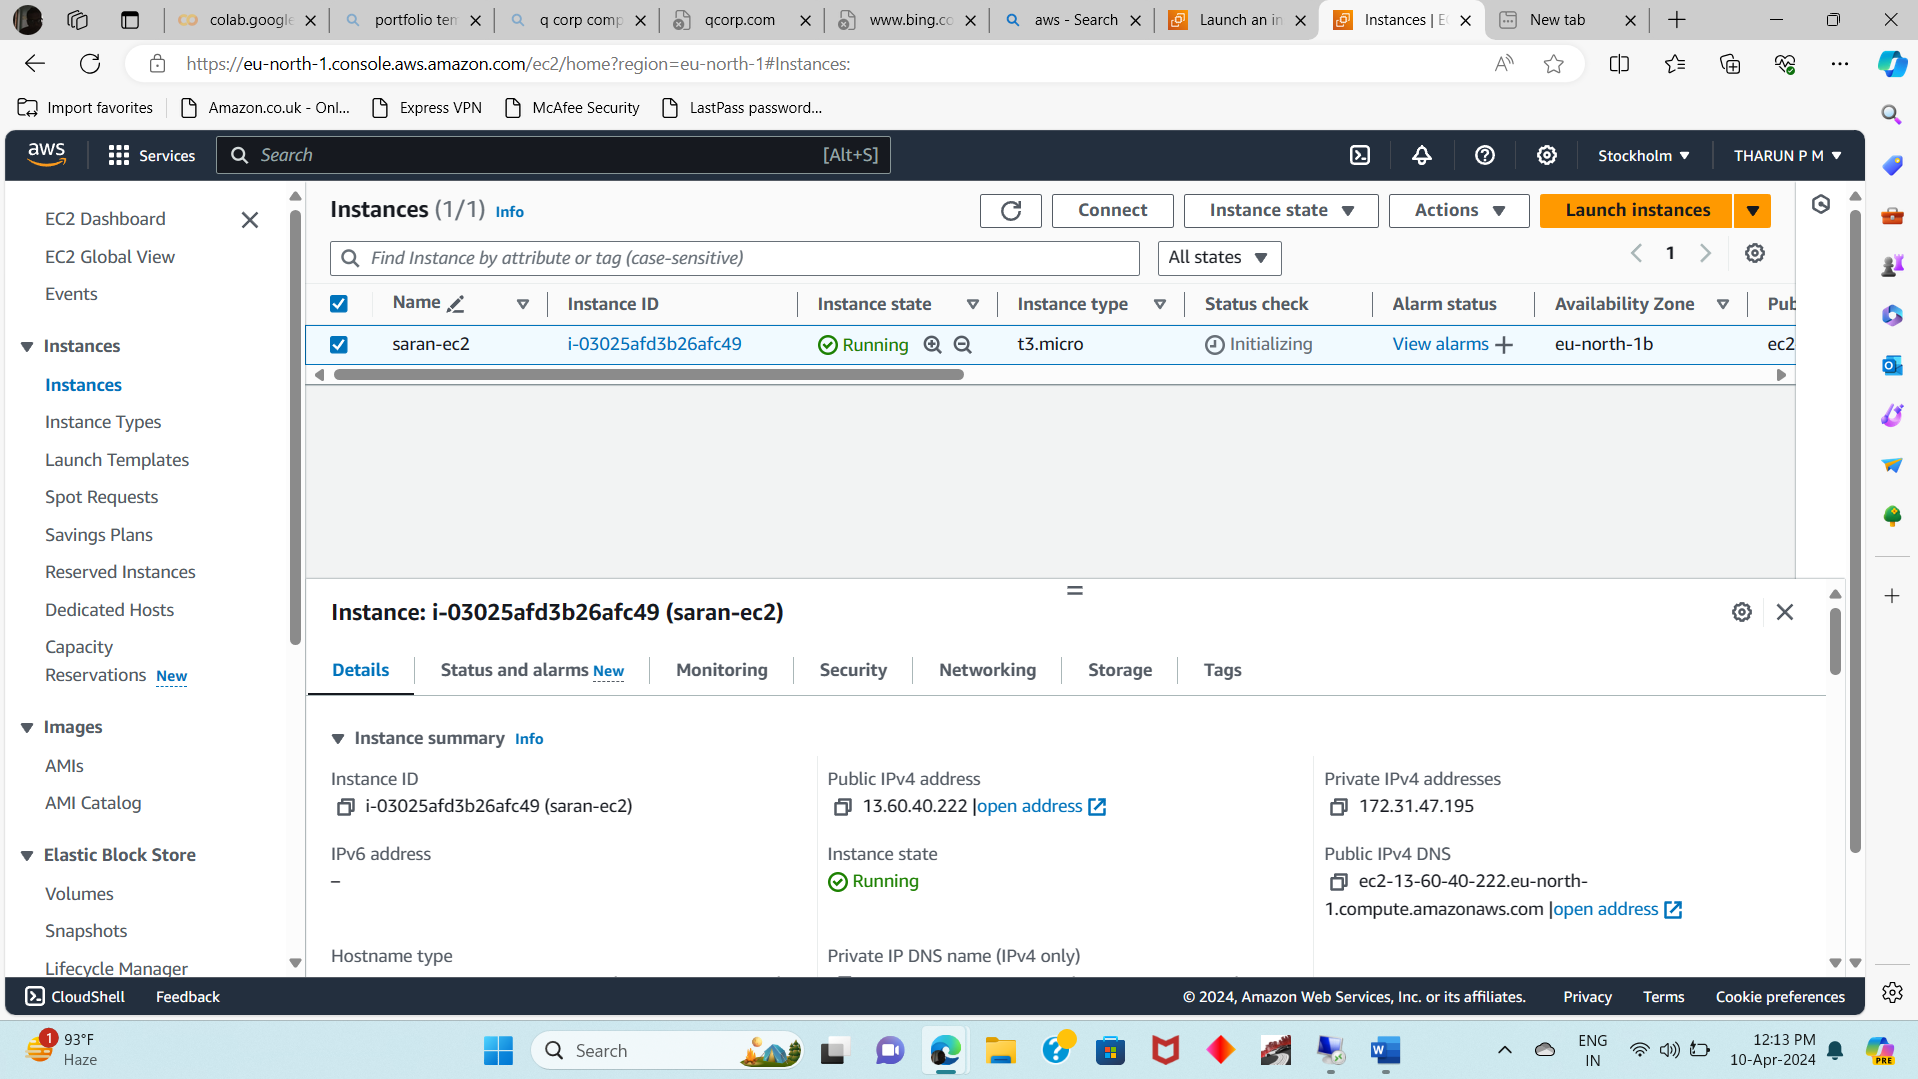 colab.google
portfolio tem
q corp comp
qcorp.com
www.bing.co
aws - Search
Launch an in
Instances | EC
New tab
https://eu-north-1.console.aws.amazon.com/ec2/home?region=eu-north-1#Instances:
Import favorites
Amazon.co.uk - Onl...
Express VPN
McAfee Security
LastPass password...
aws
Services
Search
[Alt+S]
Stockholm
THARUN P M
EC2 Dashboard
EC2 Global View
Events
Instances
Instances
Instance Types
Launch Templates
Spot Requests
Savings Plans
Reserved Instances
Dedicated Hosts
Capacity
Reservations New
Images
AMIs
AMI Catalog
Elastic Block Store
Volumes
Snapshots
Lifecycle Manager
Instances (1/1) Info
Connect
Instance state
Actions
Launch instances
Find Instance by attribute or tag (case-sensitive)
All states
1
Name
Instance ID
Instance state
Instance type
Status check
Alarm status
Availability Zone
Pub
saran-ec2
i-03025afd3b26afc49
Running
t3.micro
Initializing
View alarms
eu-north-1b
ec2
Instance: i-03025afd3b26afc49 (saran-ec2)
Details
Status and alarms New
Monitoring
Security
Networking
Storage
Tags
Instance summary Info
Instance ID
i-03025afd3b26afc49 (saran-ec2)
Public IPv4 address
13.60.40.222 |open address
Private IPv4 addresses
172.31.47.195
IPv6 address
–
Instance state
Running
Public IPv4 DNS
ec2-13-60-40-222.eu-north-
1.compute.amazonaws.com |open address
Hostname type
Private IP DNS name (IPv4 only)
CloudShell
Feedback
© 2024, Amazon Web Services, Inc. or its affiliates.
Privacy
Terms
Cookie preferences
1
93°F
Haze
Search
ENG
IN
12:13 PM
10-Apr-2024
PRE